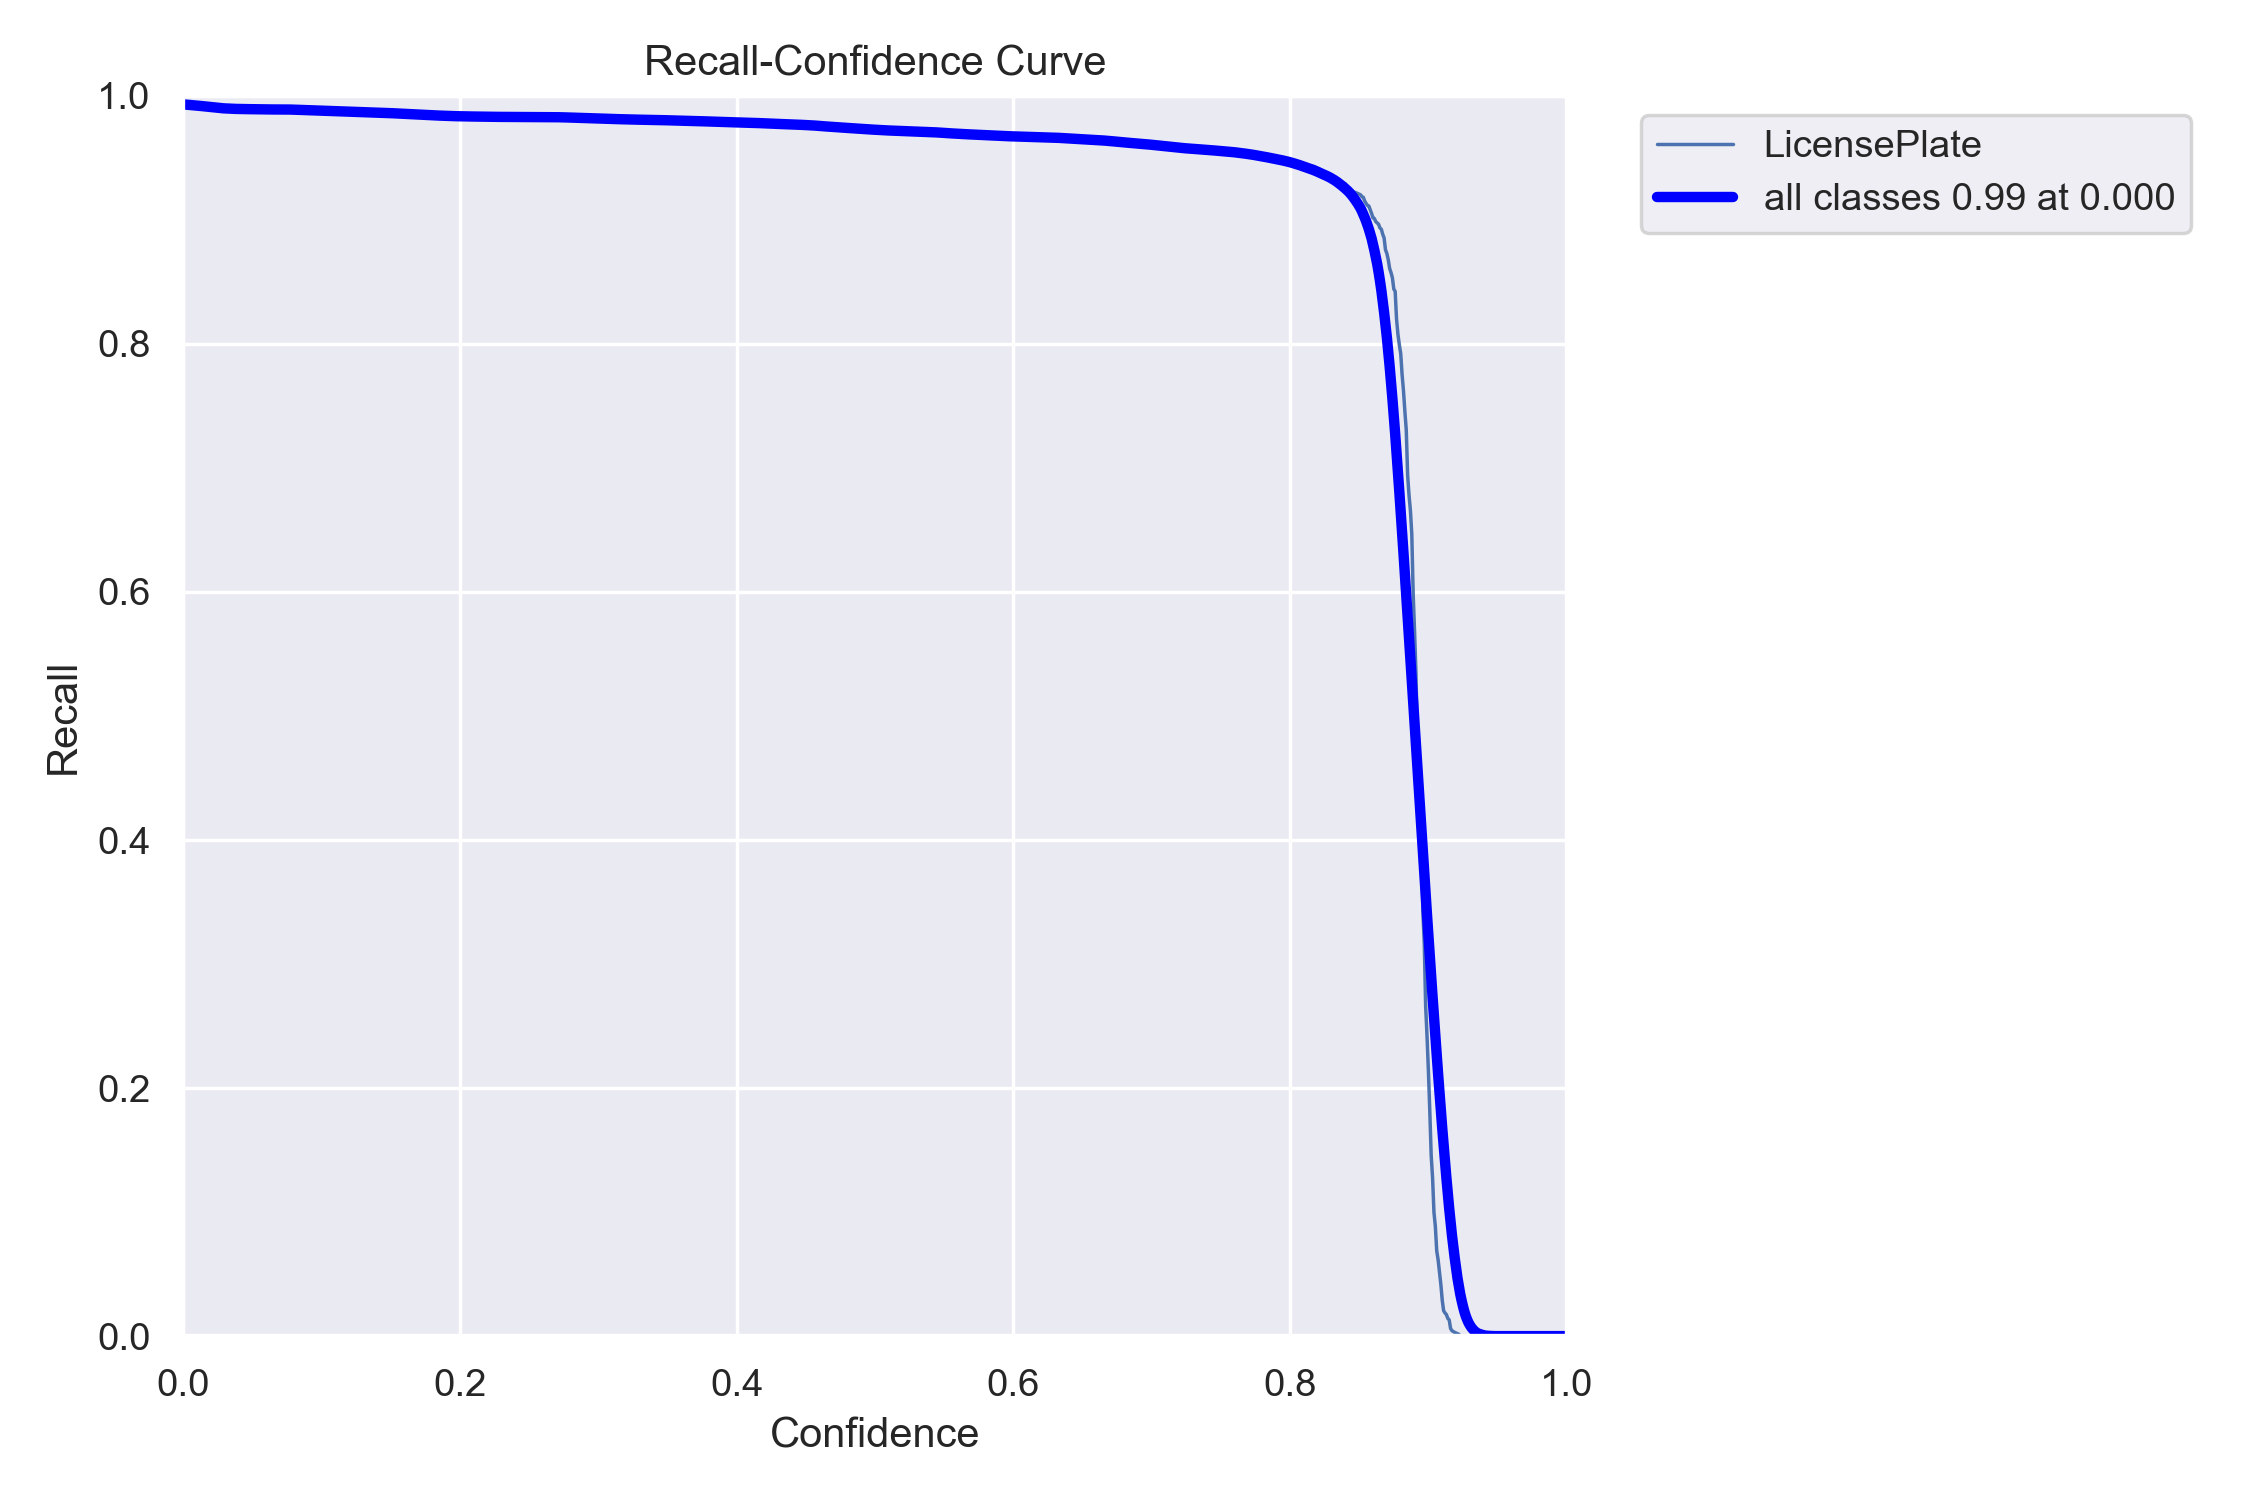 Recall-Confidence Curve
1.0
0.8
0.6
0.4
0.2
0.0
Recall
0.0 0.2 0.4 0.6 0.8 1.0
Confidence
LicensePlate
all classes 0.99 at 0.000